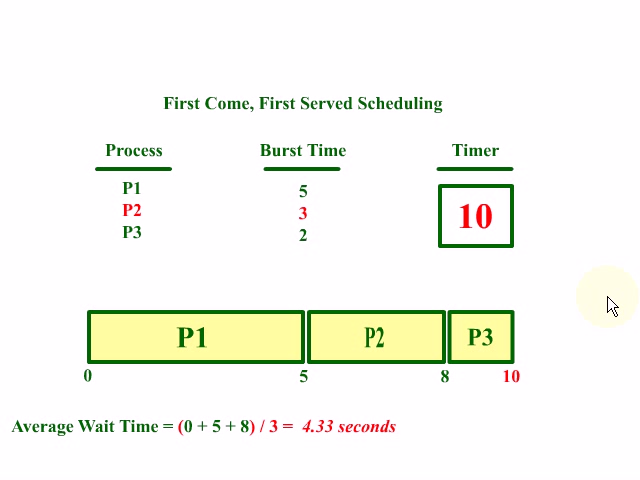 First Come, First Served Scheduling
Process Burst Time Timer
P1 5
P2 3
P3 2
10
P1 P2 P3
0 5 8 10
Average Wait Time = (0 + 5 + 8) / 3 = 4.33 seconds